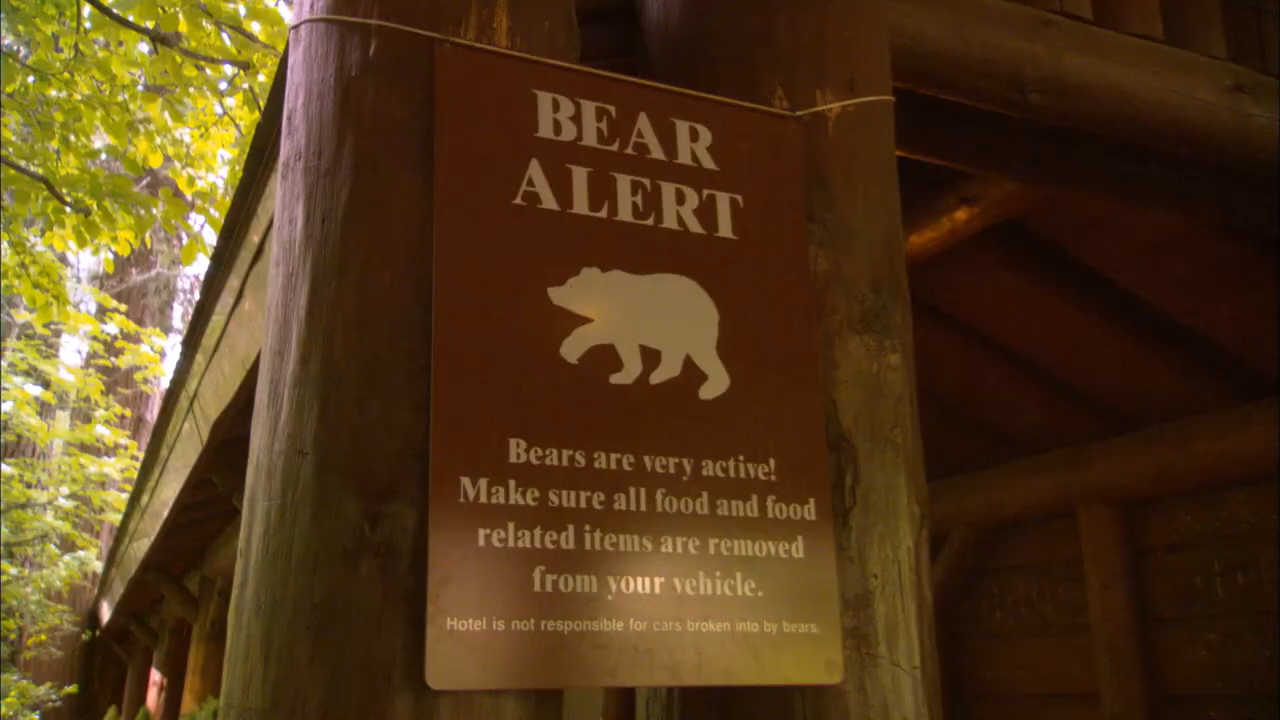 BEAR
ALERT
Bears are very active!
Make sure all food and food
related items are removed
from your vehicle.
Hotel is not responsible for cars broken into by bears.